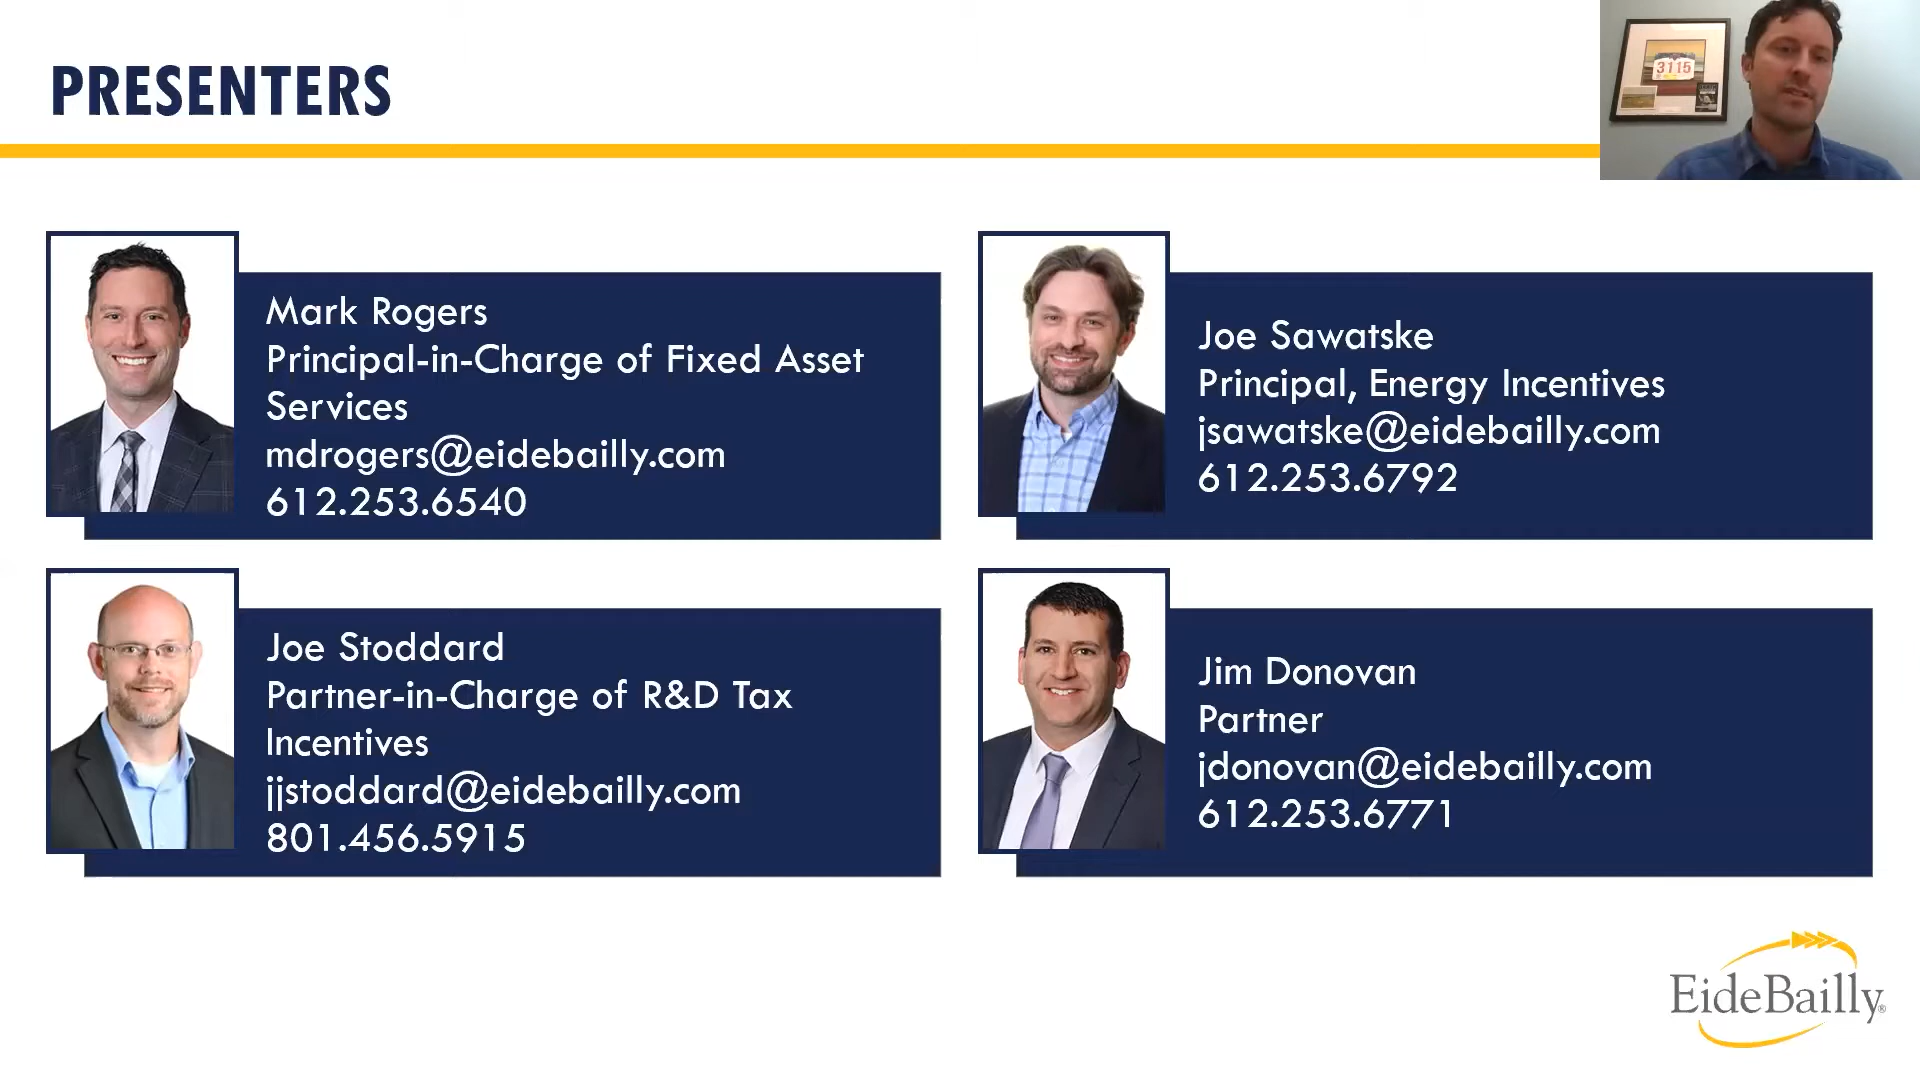 PRESENTERS
3115
Mark Rogers
Principal-in-Charge of Fixed Asset
Services
mdrogers@eidebailly.com
612.253.6540
Joe Sawatske
Principal, Energy Incentives
jsawatske@eidebailly.com
612.253.6792
Joe Stoddard
Partner-in-Charge of R&D Tax
Incentives
jjstoddard@eidebailly.com
801.456.5915
Jim Donovan
Partner
jdonovan@eidebailly.com
612.253.6771
EideBailly®